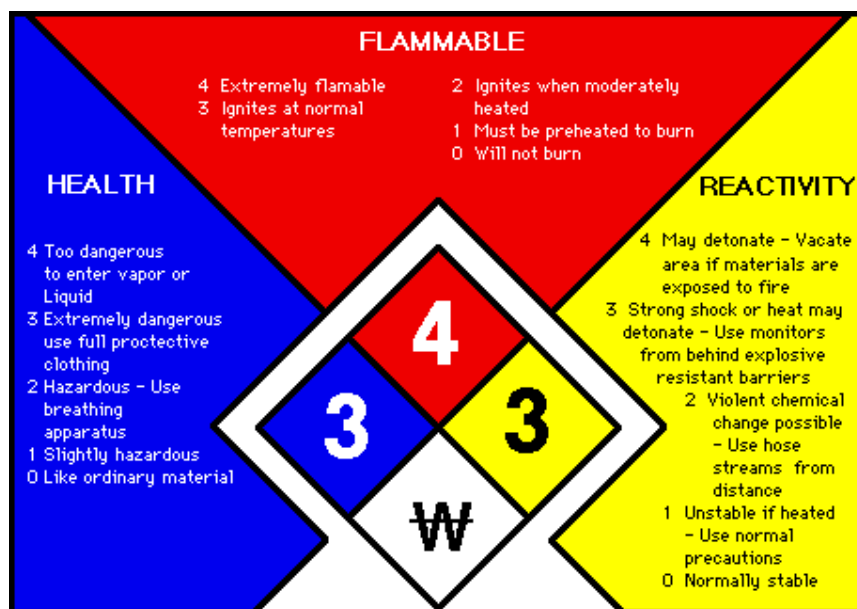 FLAMMABLE
4 Extremely flamable
3 Ignites at normal
temperatures
2 Ignites when moderately
heated
1 Must be preheated to burn
0 Will not burn
HEALTH
4 Too dangerous
to enter vapor or
Liquid
3 Extremely dangerous
use full proctective
clothing
2 Hazardous - Use
breathing
apparatus
1 Slightly hazardous
0 Like ordinary material
REACTIVITY
4 May detonate - Vacate
area if materials are
exposed to fire
3 Strong shock or heat may
detonate - Use monitors
from behind explosive
resistant barriers
2 Violent chemical
change possible
- Use hose
streams from
distance
1 Unstable if heated
- Use normal
precautions
0 Normally stable
4
3
3
W